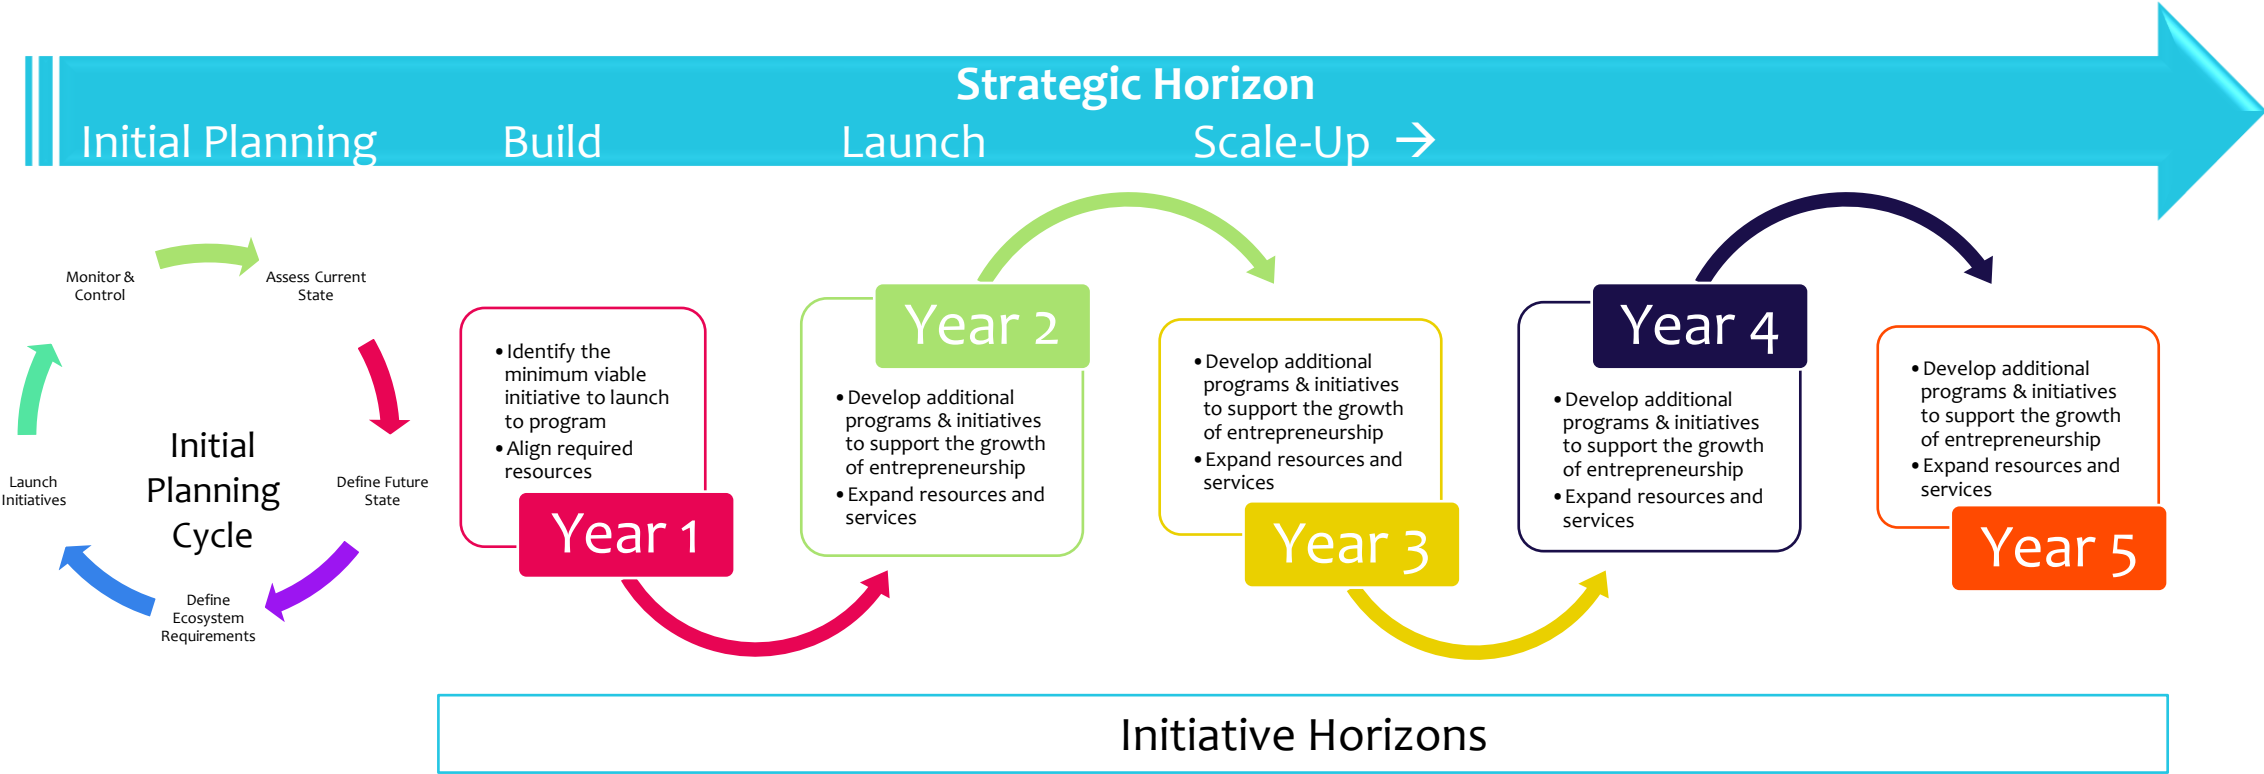 Strategic Horizon
Initial Planning
Build
Launch
Scale-Up →
Monitor &
Control
Assess Current
State
Define Future
State
Define
Ecosystem
Requirements
Launch
Initiatives
Initial
Planning
Cycle
•Identify the
minimum viable
initiative to launch
to program
•Align required
resources
Year 1
Year 2
•Develop additional
programs & initiatives
to support the growth
of entrepreneurship
•Expand resources and
services
•Develop additional
programs & initiatives
to support the growth
of entrepreneurship
•Expand resources and
services
Year 3
Year 4
•Develop additional
programs & initiatives
to support the growth
of entrepreneurship
•Expand resources and
services
•Develop additional
programs & initiatives
to support the growth
of entrepreneurship
•Expand resources and
services
Year 5
Initiative Horizons